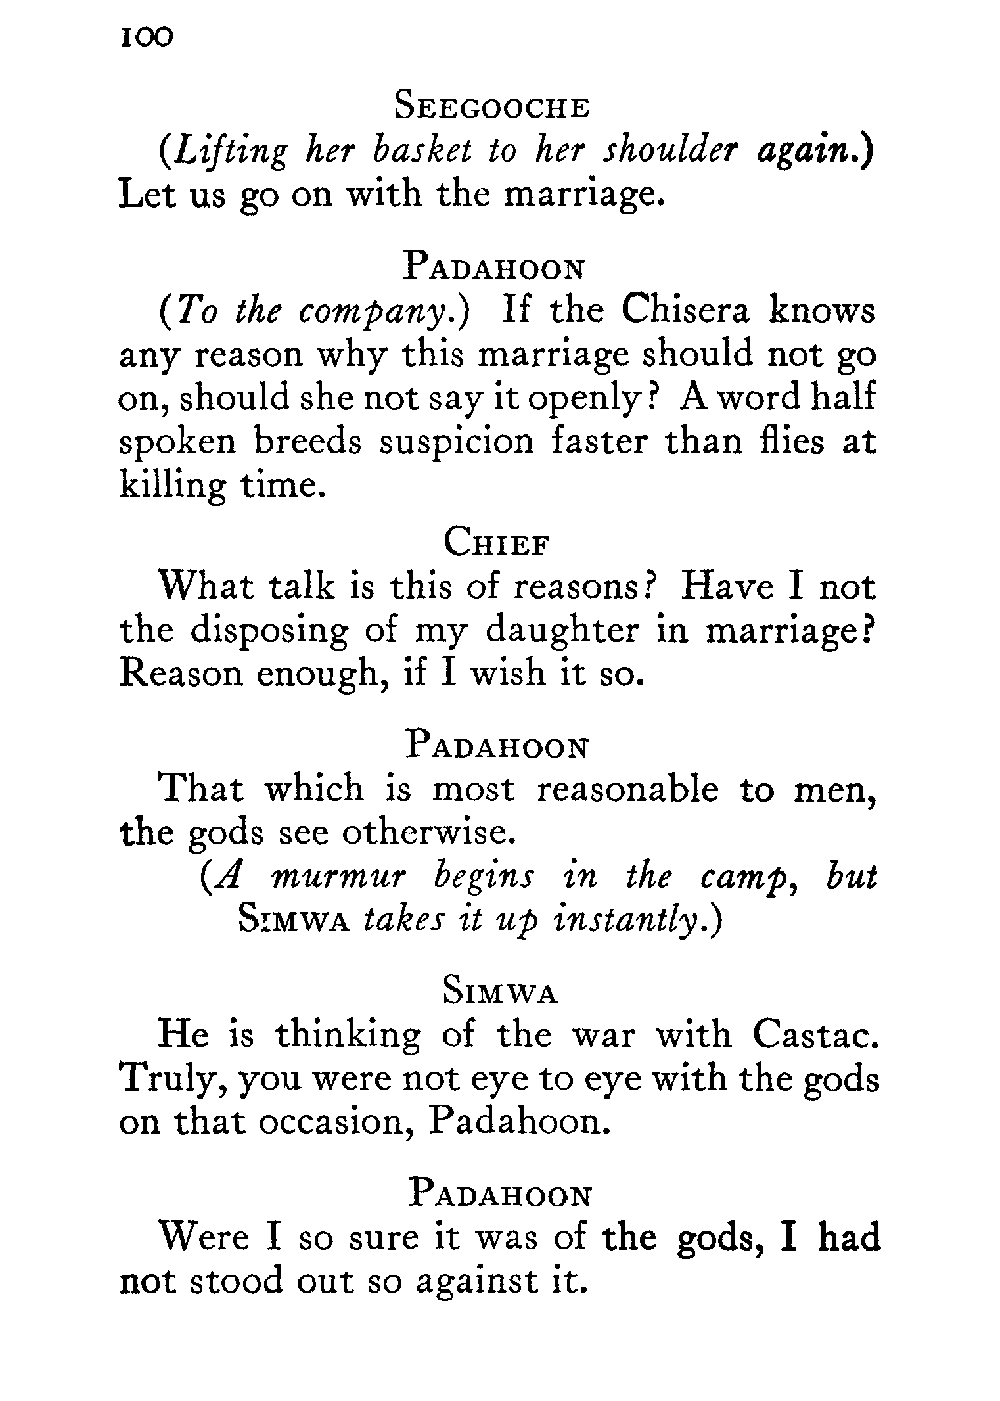 100
SEEGOOCHE
(Lifting her basket to her shoulder again.)
Let us go on with the marriage.
PADAHOON
(To the company.) If the Chisera knows
any reason why this marriage should not go
on, should she not say it openly? A word half
spoken breeds suspicion faster than flies at
killing time.
CHIEF
What talk is this of reasons? Have I not
the disposing of my daughter in marriage?
Reason enough, if I wish it so.
PADAHOON
That which is most reasonable to men,
the gods see otherwise.
(A murmur begins in the camp, but
SIMWA takes it up instantly.)
SIMWA
He is thinking of the war with Castac.
Truly, you were not eye to eye with the gods
on that occasion, Padahoon.
PADAHOON
Were I so sure it was of the gods, I had
not stood out so against it.